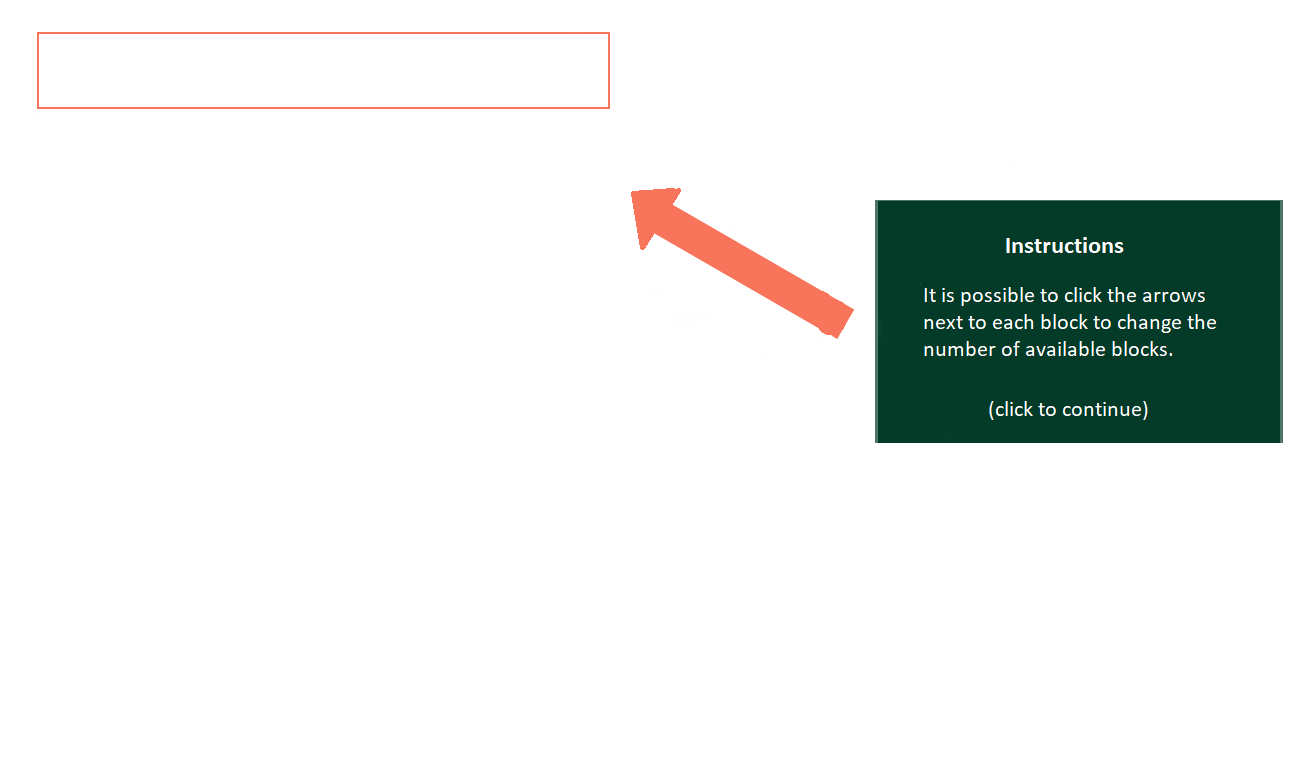 Instructions
It is possible to click the arrows
next to each block to change the
number of available blocks.
(click to continue)